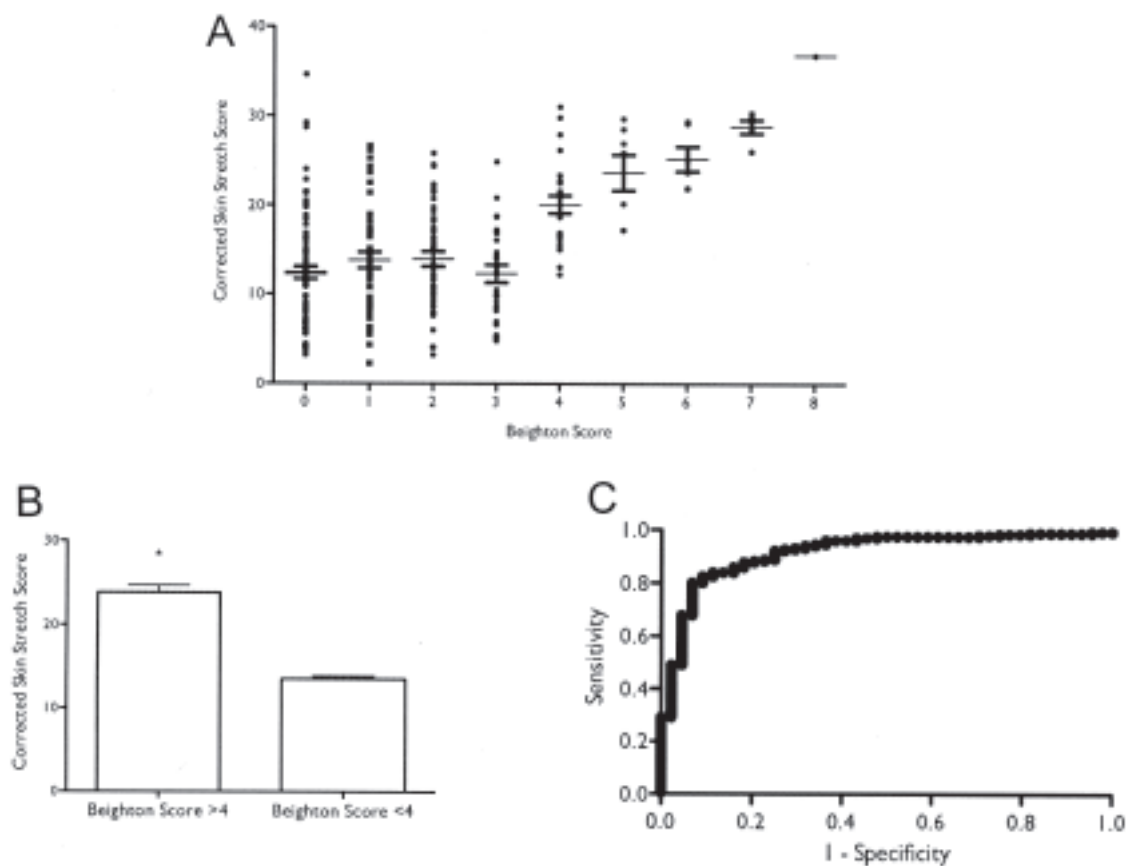 A
Corrected Skin Stretch Score
40
30
20
10
0
0 1 2 3 4 5 6 7 8
Beighton Score
B
Corrected Skin Stretch Score
30
20
10
0
*
Beighton Score >4 Beighton Score <4
C
Sensitivity
1.0
0.8
0.6
0.4
0.2
0.0
0.0 0.2 0.4 0.6 0.8 1.0
1 - Specificity